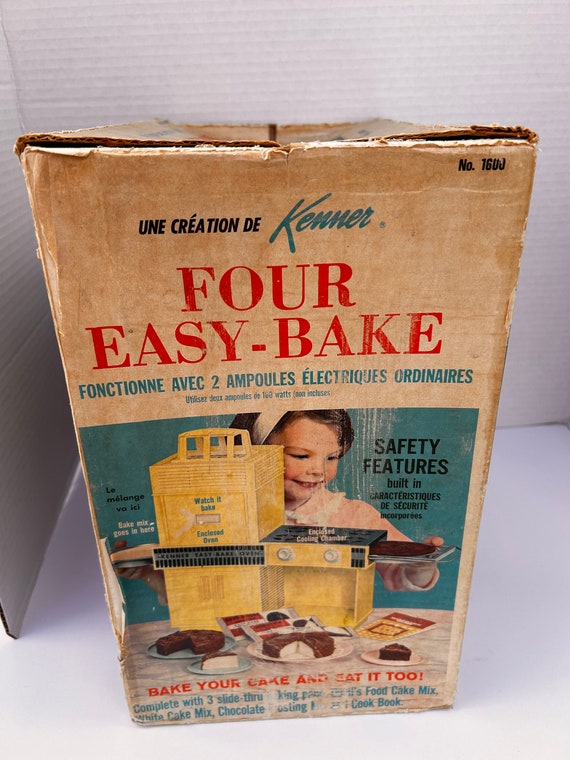 No. 1600
UNE CRÉATION DE Kenner ®
FOUR
EASY-BAKE
FONCTIONNE AVEC 2 AMPOULES ÉLECTRIQUES ORDINAIRES
Utilisez deux ampoules de 100 watts (non incluses)
SAFETY
FEATURES
built in
CARACTÉRISTIQUES
DE SÉCURITÉ
incorporées
Le
mélange
va ici
Bake mix
goes in here
Watch it
bake
Enclosed
Oven
Enclosed
Cooling Chamber
KENNER EASY BAKE OVEN
BAKE YOUR CAKE AND EAT IT TOO!
Complete with 3 slide-thru Food Cake Mix,
White Cake Mix, Chocolate Cook Book.